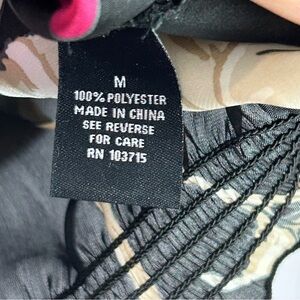 M
100% POLYESTER
MADE IN CHINA
SEE REVERSE
FOR CARE
RN 103715